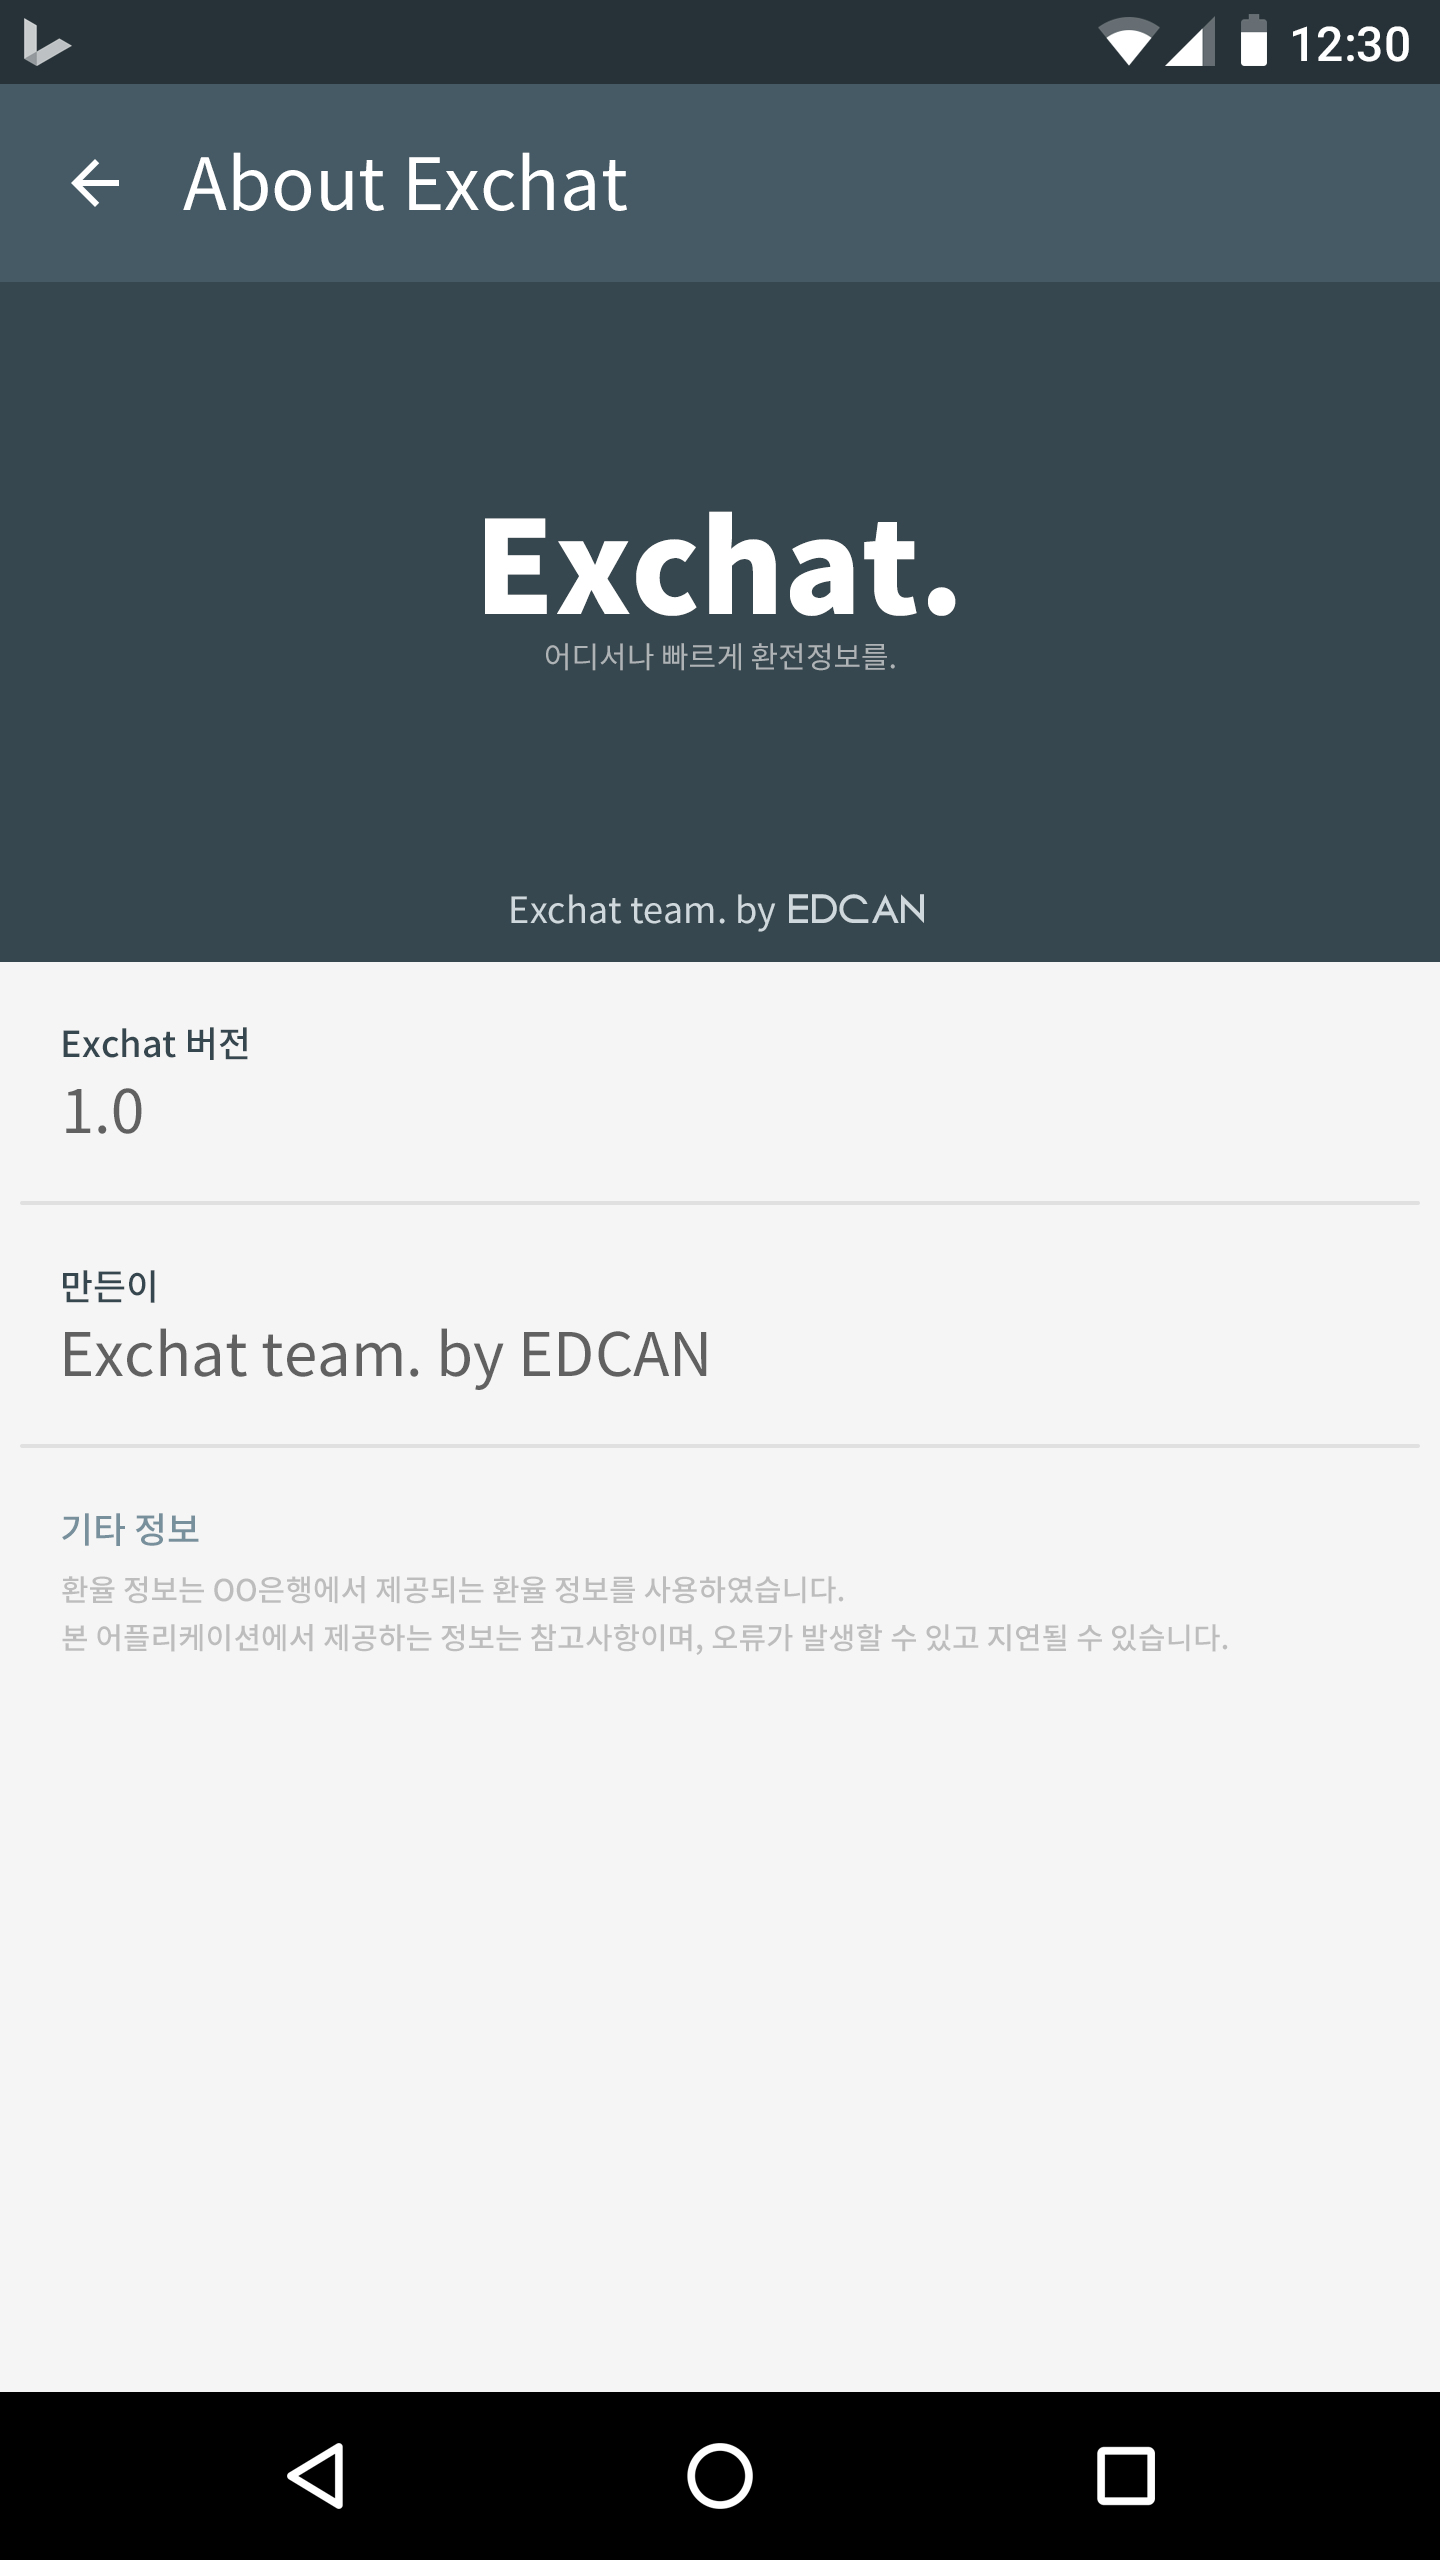 12:30
About Exchat
Exchat.
어디서나 빠르게 환전정보를.
Exchat team. by EDCAN
Exchat 버전
1.0
만든이
Exchat team. by EDCAN
기타 정보
환율 정보는 OO은행에서 제공되는 환율 정보를 사용하였습니다.
본 어플리케이션에서 제공하는 정보는 참고사항이며, 오류가 발생할 수 있고 지연될 수 있습니다.